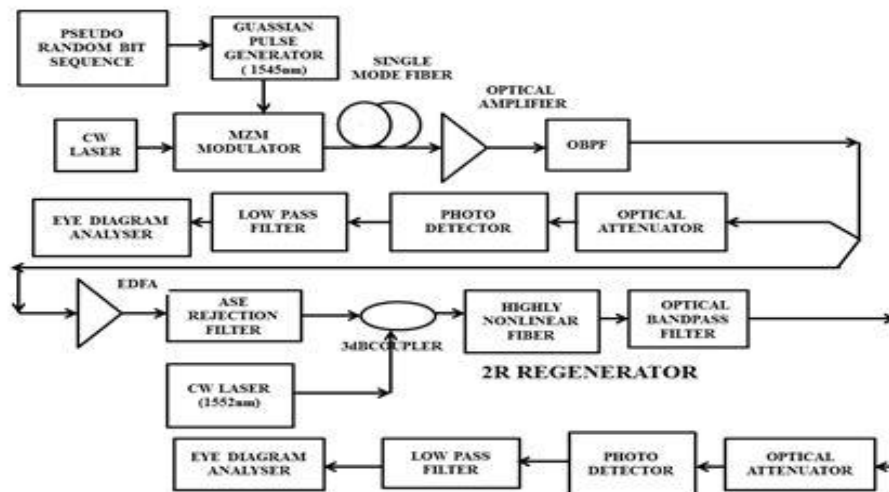 PSEUDO
RANDOM BIT
SEQUENCE
GUASSIAN
PULSE
GENERATOR
( 1545nm)
SINGLE
MODE FIBER
OPTICAL
AMPLIFIER
CW
LASER
MZM
MODULATOR
OBPF
EYE DIAGRAM
ANALYSER
LOW PASS
FILTER
PHOTO
DETECTOR
OPTICAL
ATTENUATOR
EDFA
ASE
REJECTION
FILTER
3dBCOUPLER
HIGHLY
NONLINEAR
FIBER
OPTICAL
BANDPASS
FILTER
2R REGENERATOR
CW LASER
(1552nm)
EYE DIAGRAM
ANALYSER
LOW PASS
FILTER
PHOTO
DETECTOR
OPTICAL
ATTENUATOR